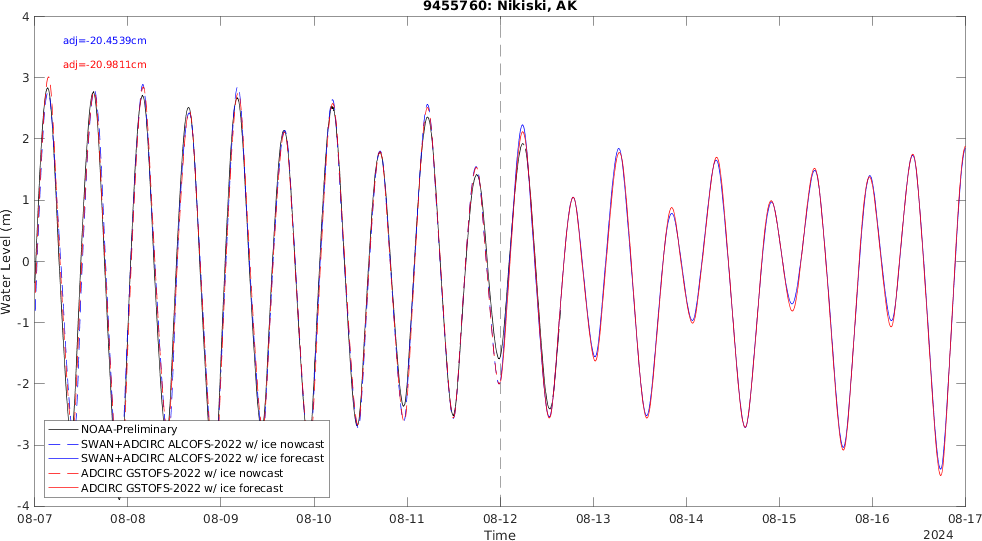 9455760: Nikiski, AK
adj=-20.4539cm
adj=-20.9811cm
Water Level (m)
4
3
2
1
0
-1
-2
-3
-4
NOAA-Preliminary
SWAN+ADCIRC ALCOFS-2022 w/ ice nowcast
SWAN+ADCIRC ALCOFS-2022 w/ ice forecast
ADCIRC GSTOFS-2022 w/ ice nowcast
ADCIRC GSTOFS-2022 w/ ice forecast
08-07 08-08 08-09 08-10 08-11 08-12 08-13 08-14 08-15 08-16 08-17
Time
2024